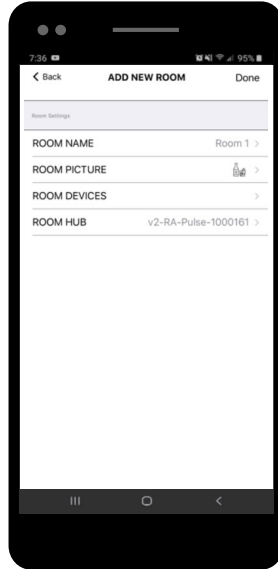 7:36 95%
Back ADD NEW ROOM Done
Room Settings
ROOM NAME Room 1
ROOM PICTURE
ROOM DEVICES
ROOM HUB v2-RA-Pulse-1000161